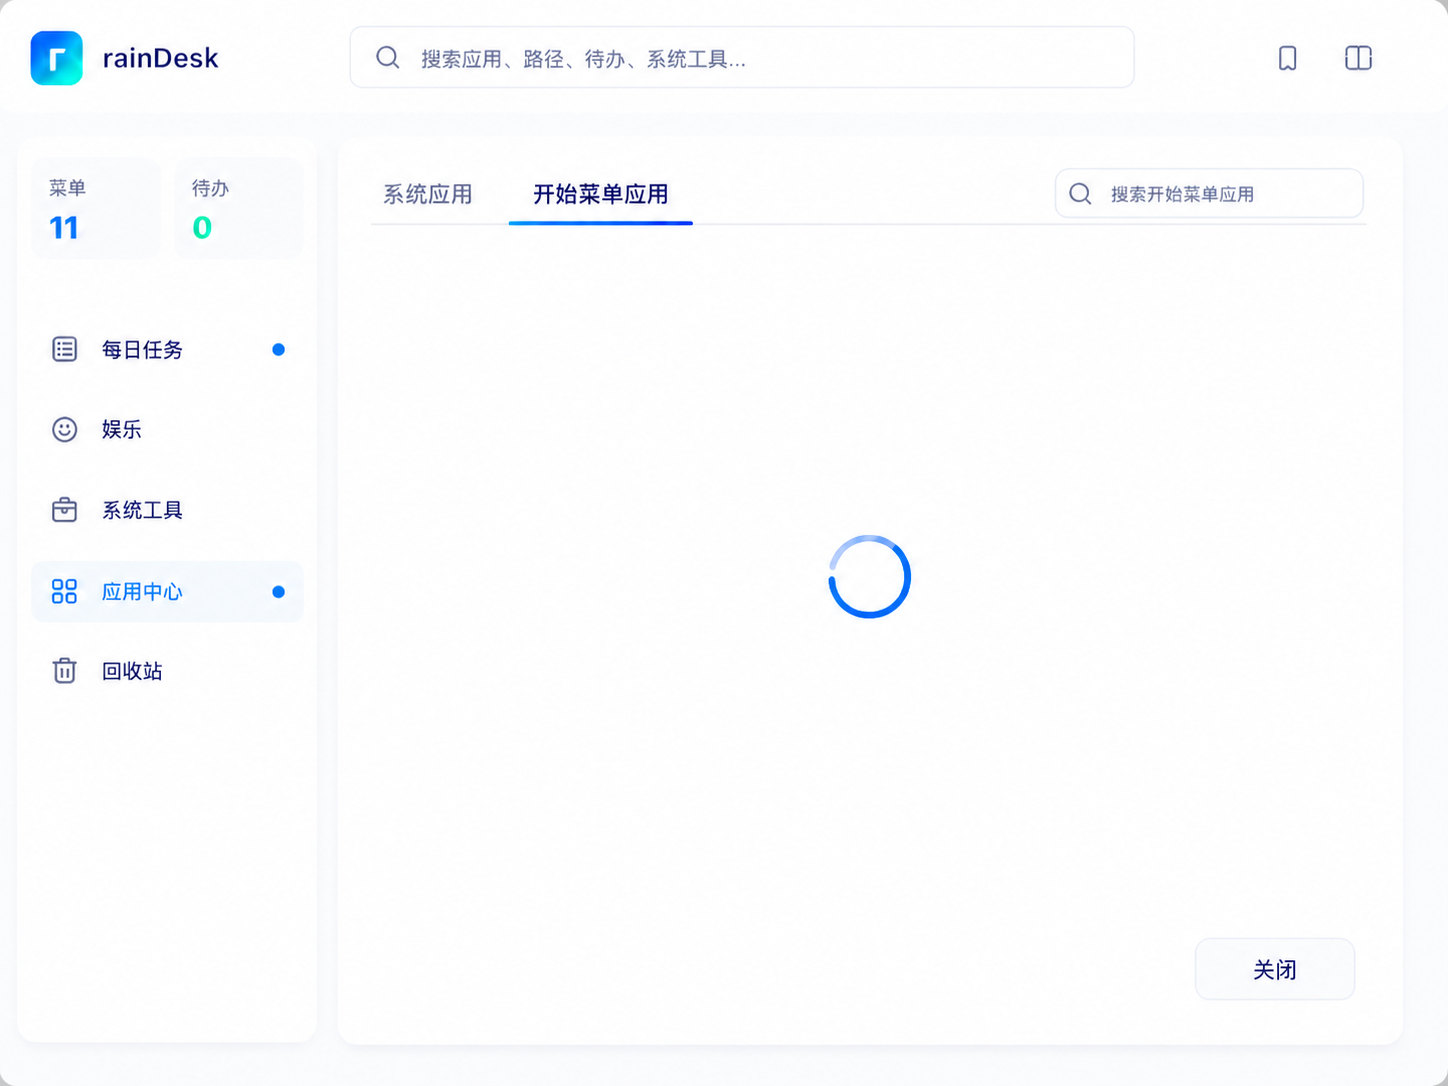 r
rainDesk
搜索应用、路径、待办、系统工具...
菜单
11
待办
0
每日任务
娱乐
系统工具
应用中心
回收站
系统应用
开始菜单应用
搜索开始菜单应用
关闭